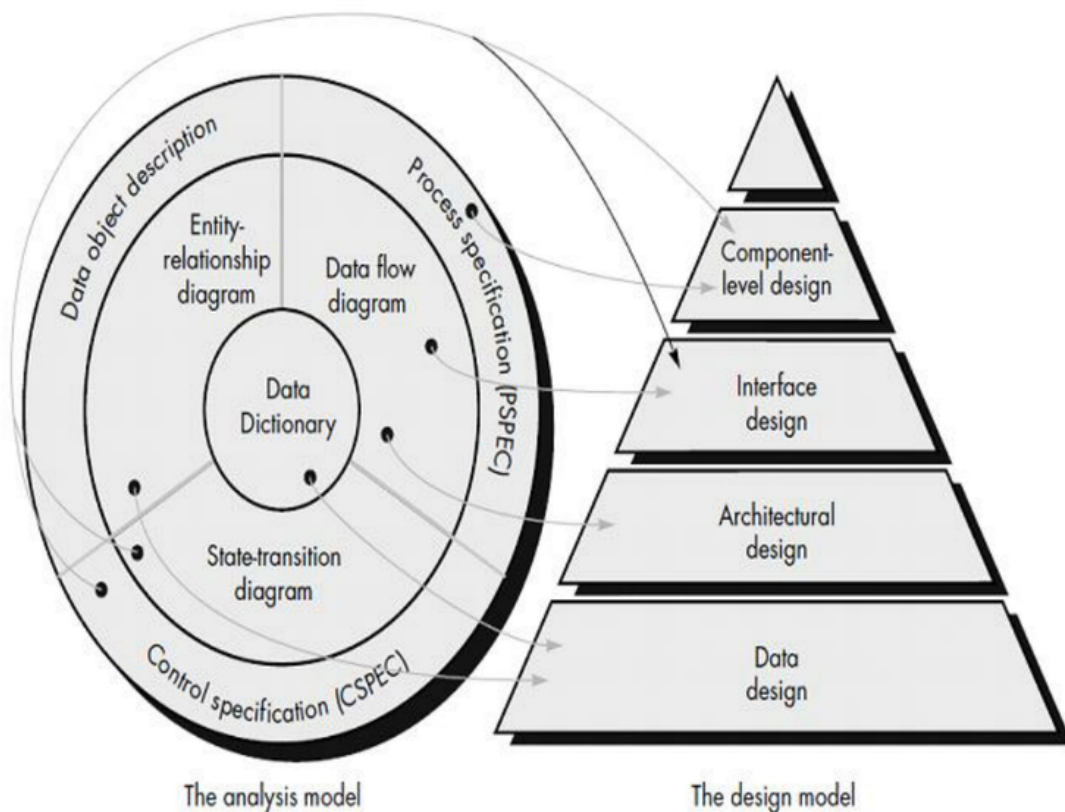 Data object description
Entity-
relationship
diagram
Data flow
diagram
Process specification (PSPEC)
Data
Dictionary
State-transition
diagram
Control specification (CSPEC)
The analysis model
Component-
level design
Interface
design
Architectural
design
Data
design
The design model